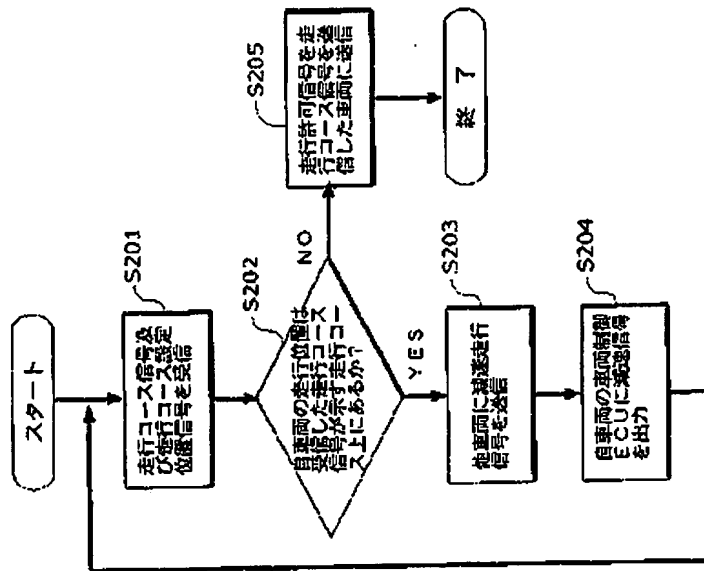 スタート
S201
走行コース信号及
び走行コース設定
位置信号を受信
S202
自車両の走行位置は
受信した走行コース
信号が示す走行コー
ス上にあるか？
NO
YES
S203
他車両に減速走行
信号を送信
S204
自車両の車両制御
ECUに減速信号
を出力
S205
走行許可信号を走
行コース信号を送
信した車両に送信
終了